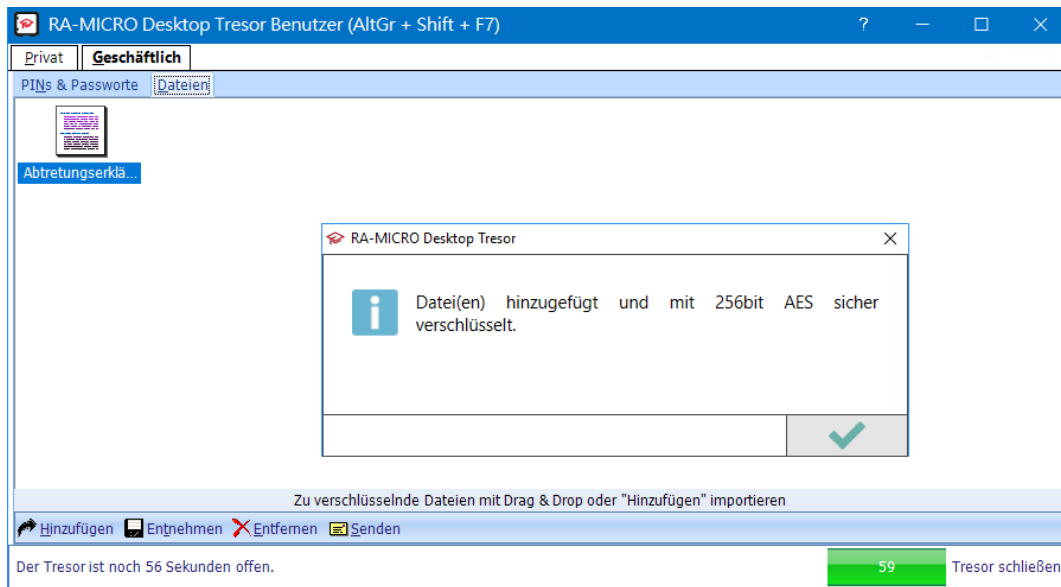 RA-MICRO Desktop Tresor Benutzer (AltGr + Shift + F7)
Privat Geschäftlich
PINs & Passworte Dateien
Abtretungserklä...
RA-MICRO Desktop Tresor
Datei(en) hinzugefügt und mit 256bit AES sicher
verschlüsselt.
Zu verschlüsselnde Dateien mit Drag & Drop oder "Hinzufügen" importieren
Hinzufügen Entnehmen Entfernen Senden
Der Tresor ist noch 56 Sekunden offen. 59 Tresor schließen